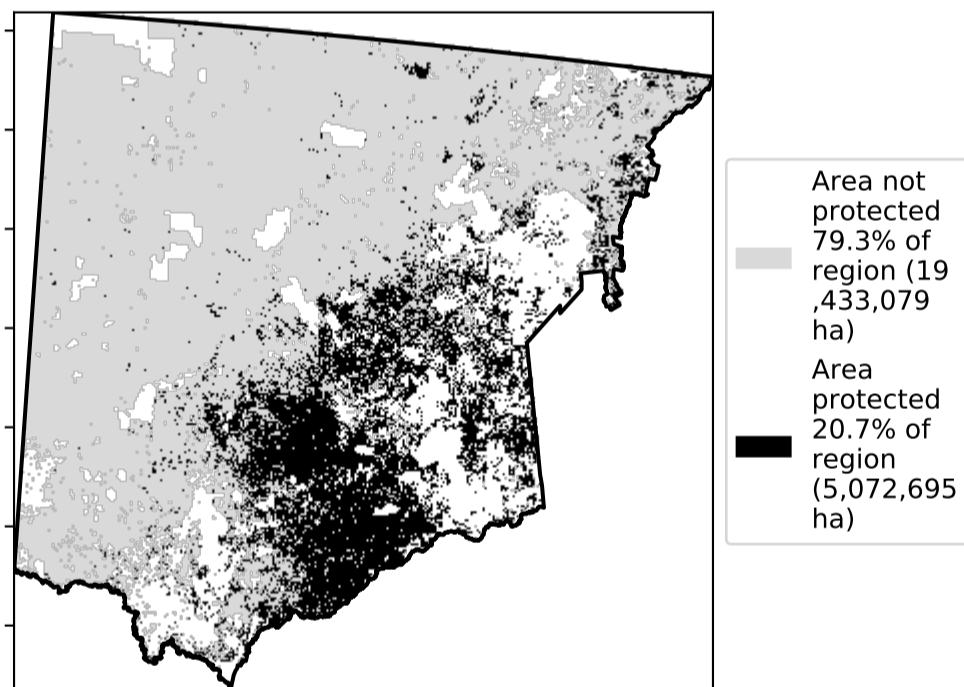 Area not
protected
79.3% of
region (19
,433,079
ha)
Area
protected
20.7% of
region
(5,072,695
ha)